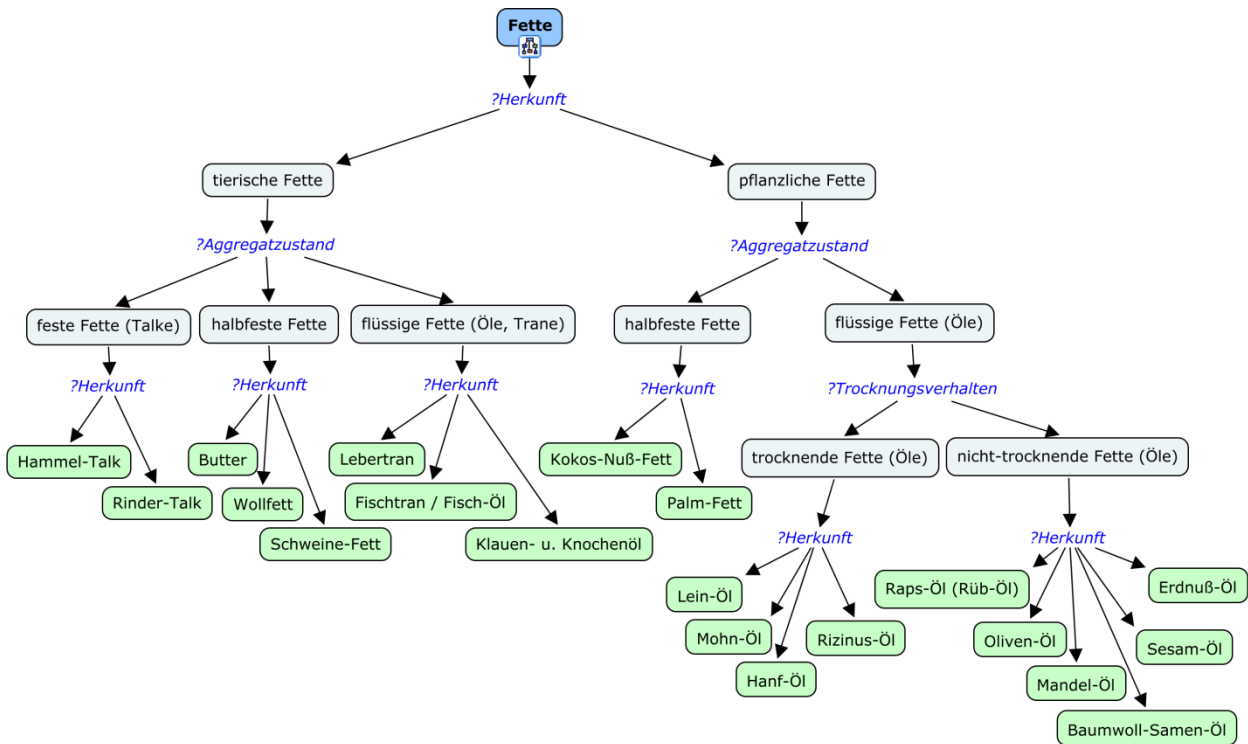 Fette
?Herkunft
tierische Fette
pflanzliche Fette
?Aggregatzustand
?Aggregatzustand
feste Fette (Talke)
halbfeste Fette
flüssige Fette (Öle, Trane)
halbfeste Fette
flüssige Fette (Öle)
?Herkunft
?Herkunft
?Herkunft
?Herkunft
?Trocknungsverhalten
Hammel-Talk
Butter
Lebertran
Kokos-Nuß-Fett
trocknende Fette (Öle)
nicht-trocknende Fette (Öle)
Rinder-Talk
Wollfett
Fischtran / Fisch-Öl
Palm-Fett
Schweine-Fett
Klauen- u. Knochenöl
?Herkunft
?Herkunft
Lein-Öl
Raps-Öl (Rüb-Öl)
Erdnuß-Öl
Mohn-Öl
Rizinus-Öl
Oliven-Öl
Sesam-Öl
Hanf-Öl
Mandel-Öl
Baumwoll-Samen-Öl